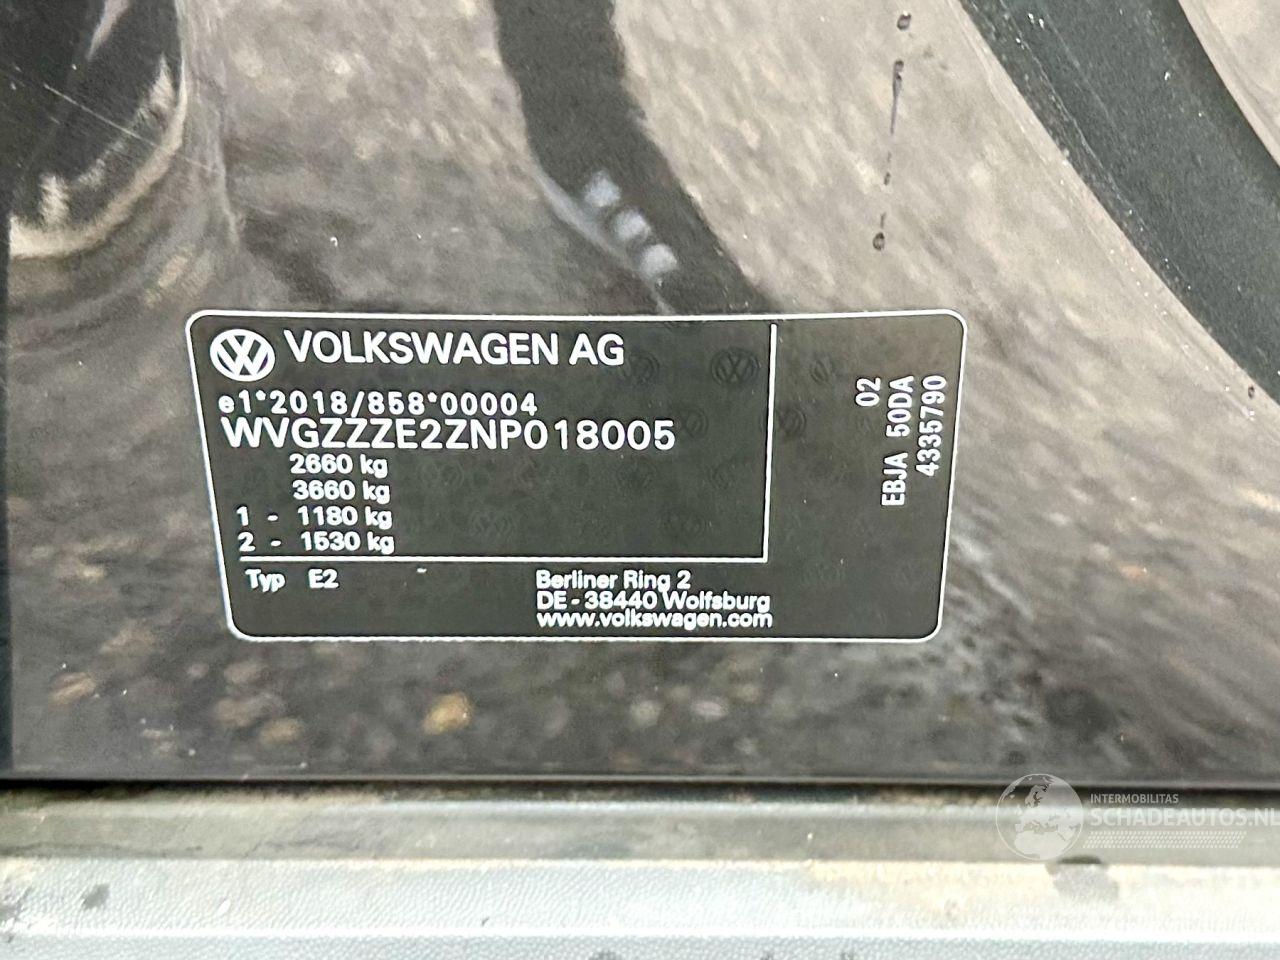 VOLKSWAGEN AG
e1*2018/858*00004
WVGZZZE2ZNP018005
2660 kg
3660 kg
1 - 1180 kg
2 - 1530 kg
Typ E2 -
Berliner Ring 2
DE - 38440 Wolfsburg
www.volkswagen.com
02
EBJA 50DA
4335790
INTERMOBILITAS
SCHADEAUTOS.NL